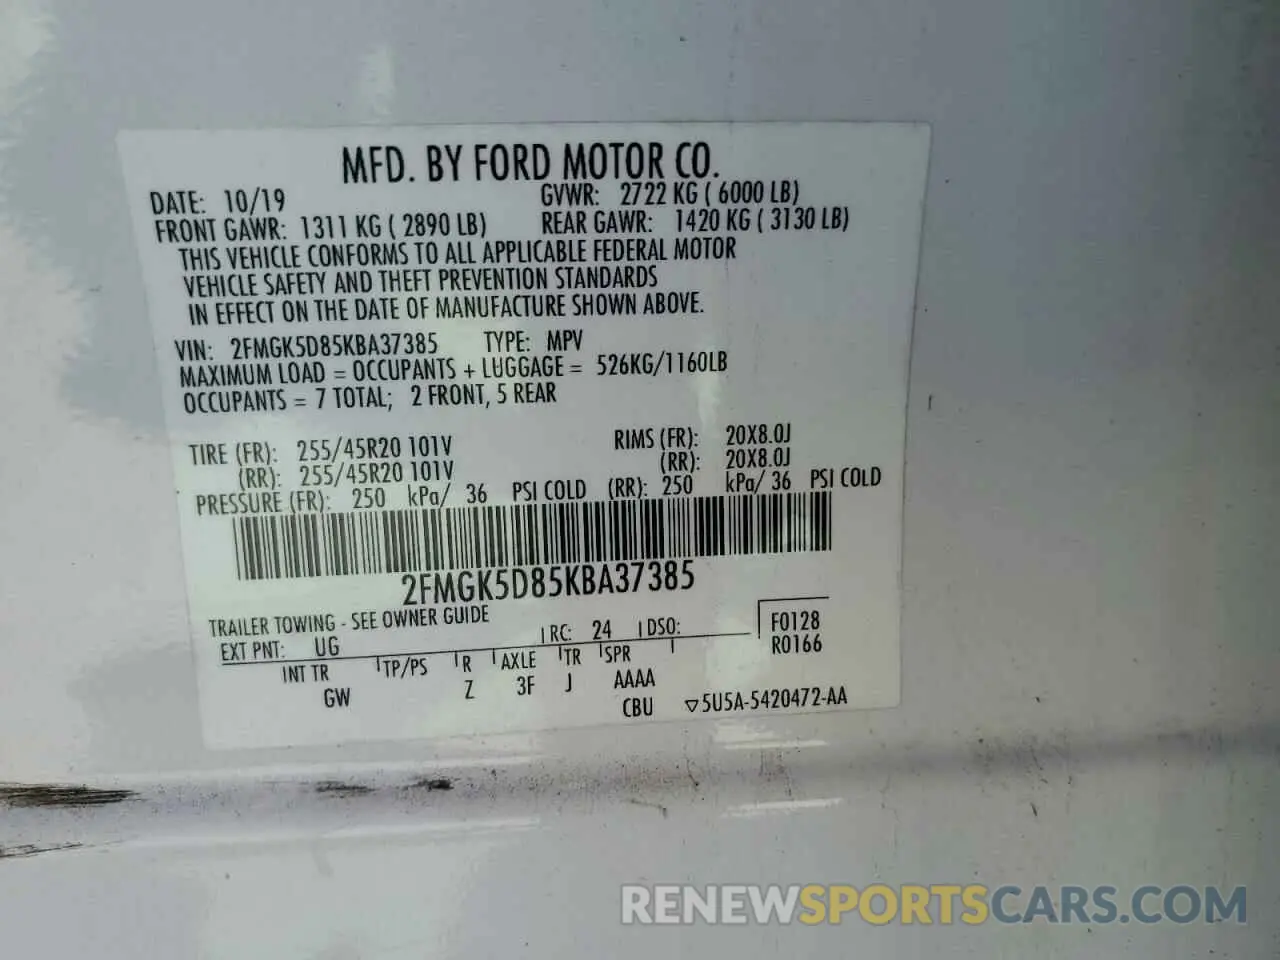 MFD. BY FORD MOTOR CO.
DATE: 10/19 GVWR: 2722 KG ( 6000 LB)
FRONT GAWR: 1311 KG ( 2890 LB) REAR GAWR: 1420 KG ( 3130 LB)
THIS VEHICLE CONFORMS TO ALL APPLICABLE FEDERAL MOTOR
VEHICLE SAFETY AND THEFT PREVENTION STANDARDS
IN EFFECT ON THE DATE OF MANUFACTURE SHOWN ABOVE.
VIN: 2FMGK5D85KBA37385 TYPE: MPV
MAXIMUM LOAD = OCCUPANTS + LUGGAGE = 526KG/1160LB
OCCUPANTS = 7 TOTAL; 2 FRONT, 5 REAR
TIRE (FR): 255/45R20 101V RIMS (FR): 20X8.0J
(RR): 255/45R20 101V (RR): 20X8.0J
PRESSURE (FR): 250 kPa/ 36 PSI COLD (RR): 250 kPa/ 36 PSI COLD
2FMGK5D85KBA37385
TRAILER TOWING - SEE OWNER GUIDE
EXT PNT: UG RC: 24 DSO: F0128
R0166
INT TR TP/PS R AXLE TR SPR
GW Z 3F J AAAA
CBU ▽5U5A-5420472-AA
RENEWSPORTSCARS.COM